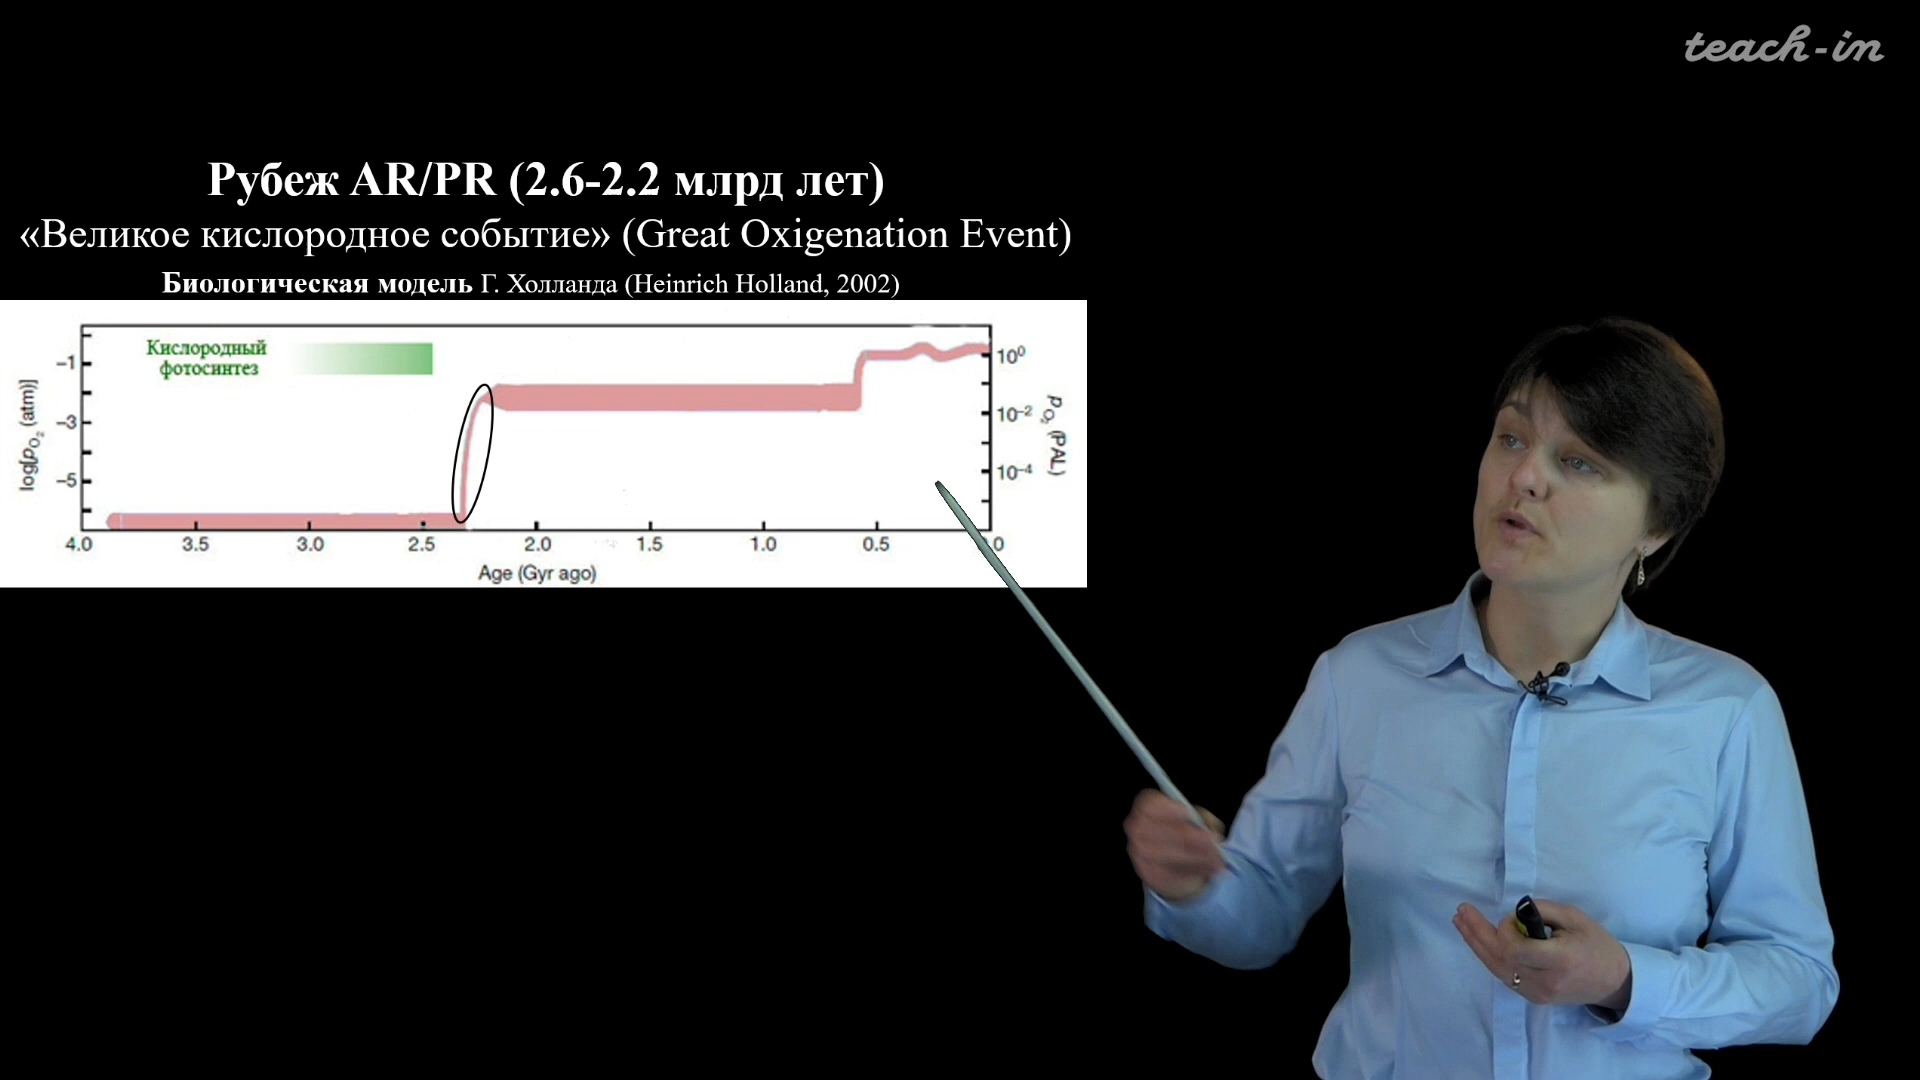 teach-in
Рубеж AR/PR (2.6-2.2 млрд лет)
«Великое кислородное событие» (Great Oxigenation Event)
Биологическая модель Г. Холланда (Heinrich Holland, 2002)
Кислородный
фотосинтез
log[pO₂ (atm)]
–1
–3
–5
10⁰
10⁻²
10⁻⁴
pO₂ (PAL)
4.0 3.5 3.0 2.5 2.0 1.5 1.0 0.5 .0
Age (Gyr ago)